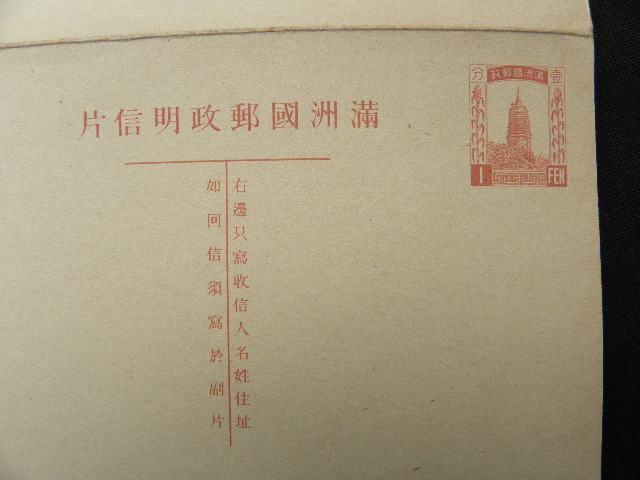 滿洲國郵政明信片
壹
滿洲國郵政
分
1
FEN
右邊只寫收信人名姓住址
如回信須寫於副片